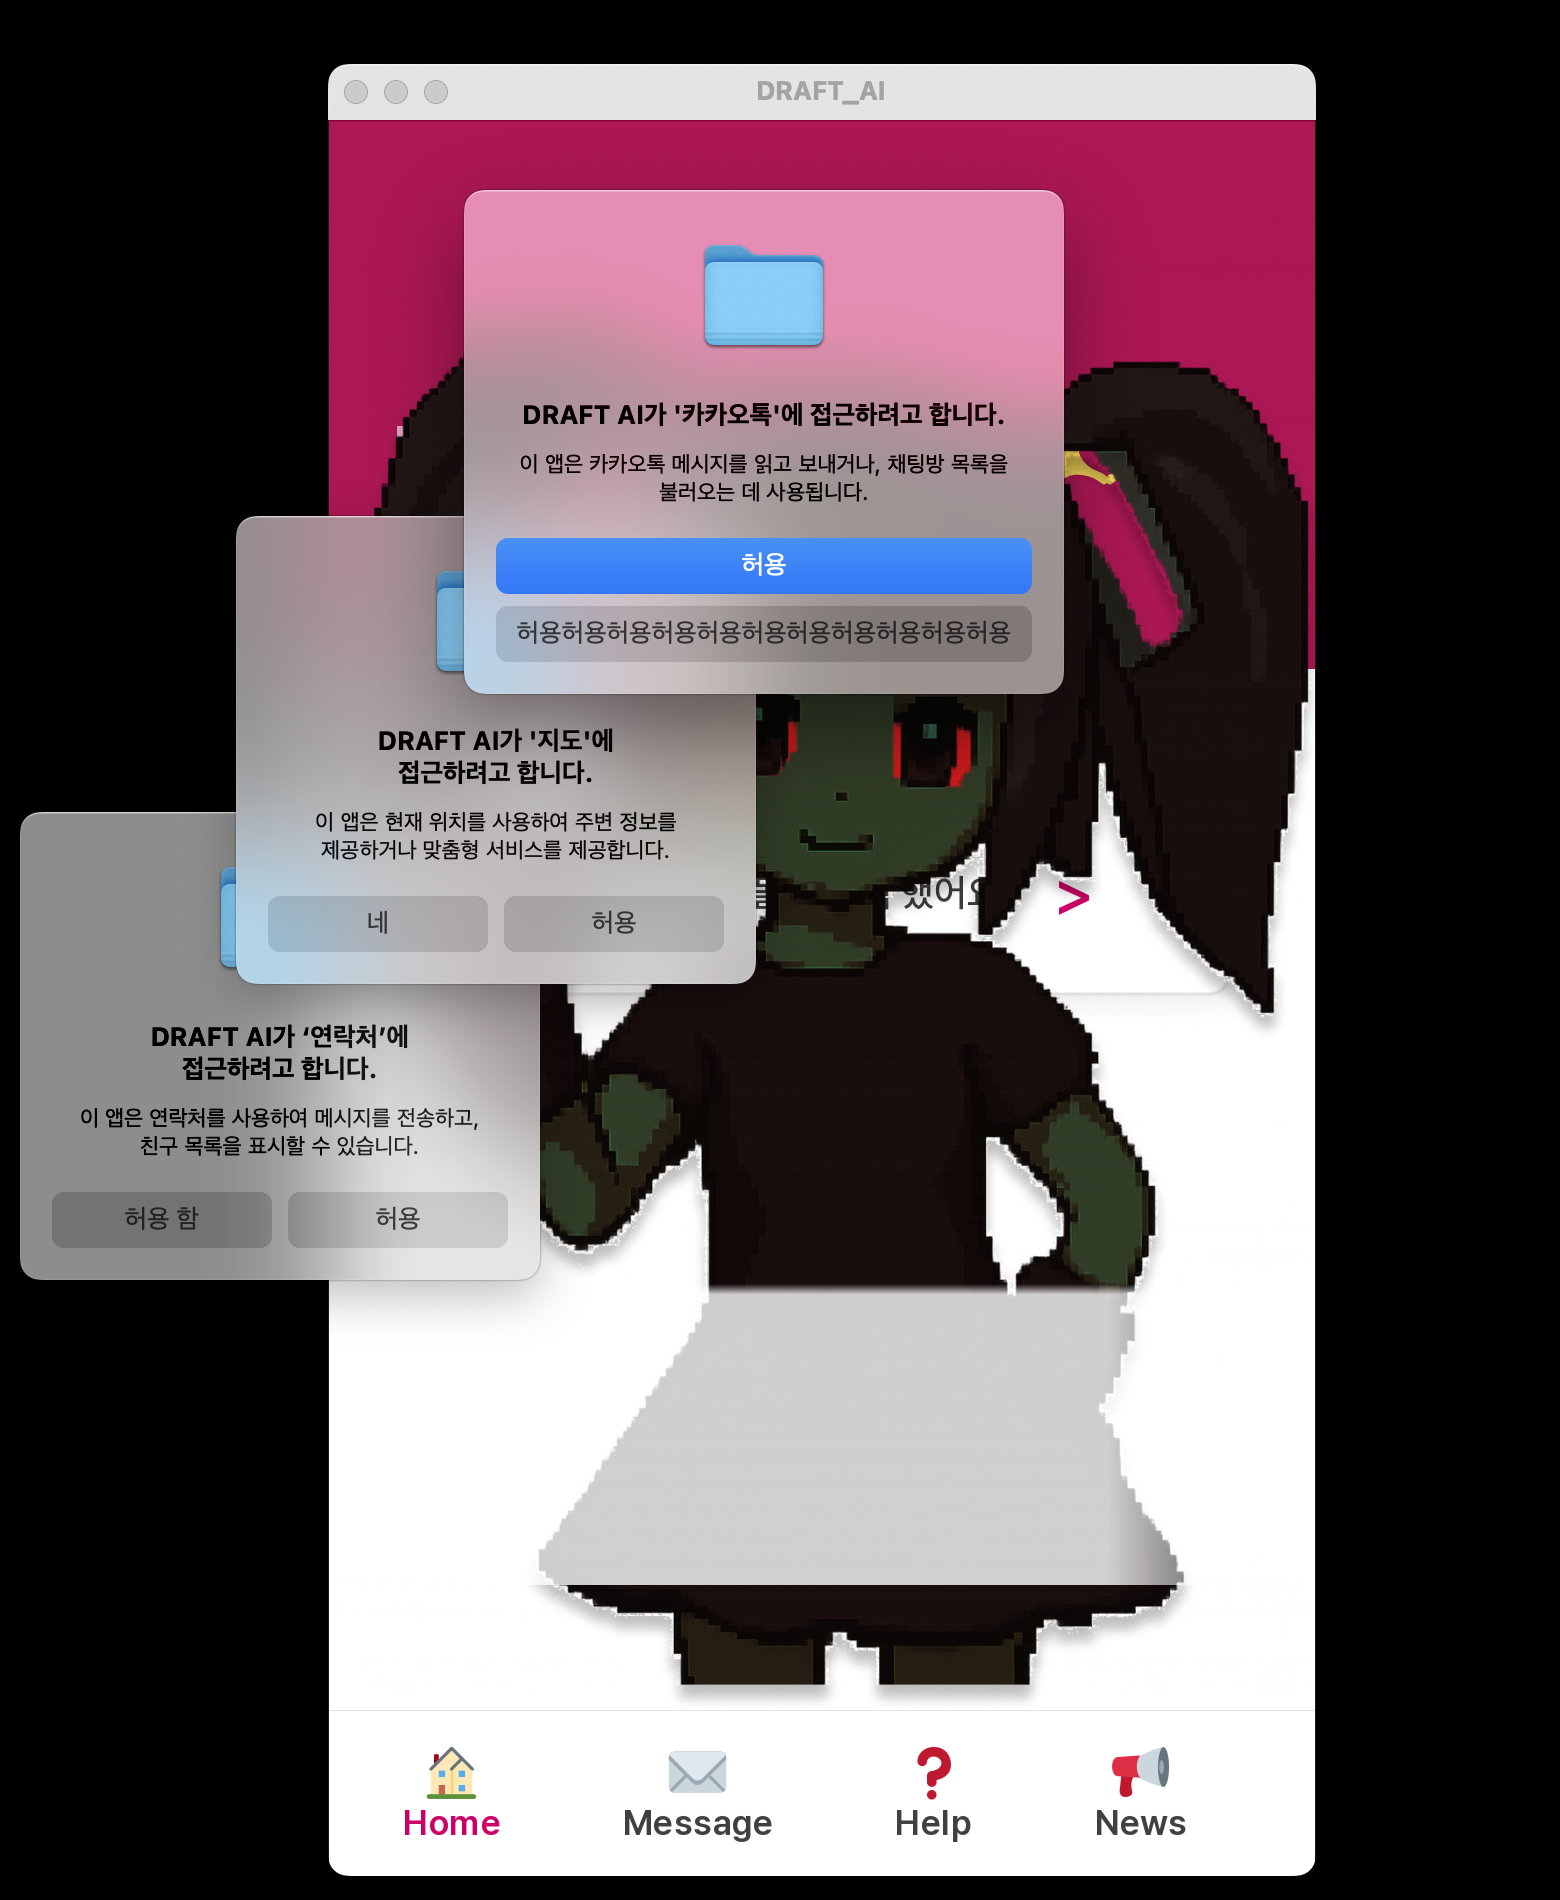 DRAFT_AI
DRAFT AI가 '카카오톡'에 접근하려고 합니다.
이 앱은 카카오톡 메시지를 읽고 보내거나, 채팅방 목록을
불러오는 데 사용됩니다.
허용
허용허용허용허용허용허용허용허용허용허용허용
DRAFT AI가 '지도'에
접근하려고 합니다.
이 앱은 현재 위치를 사용하여 주변 정보를
제공하거나 맞춤형 서비스를 제공합니다.
네
허용
했어요
>
DRAFT AI가 ‘연락처’에
접근하려고 합니다.
이 앱은 연락처를 사용하여 메시지를 전송하고,
친구 목록을 표시할 수 있습니다.
허용 함
허용
Home
Message
Help
News